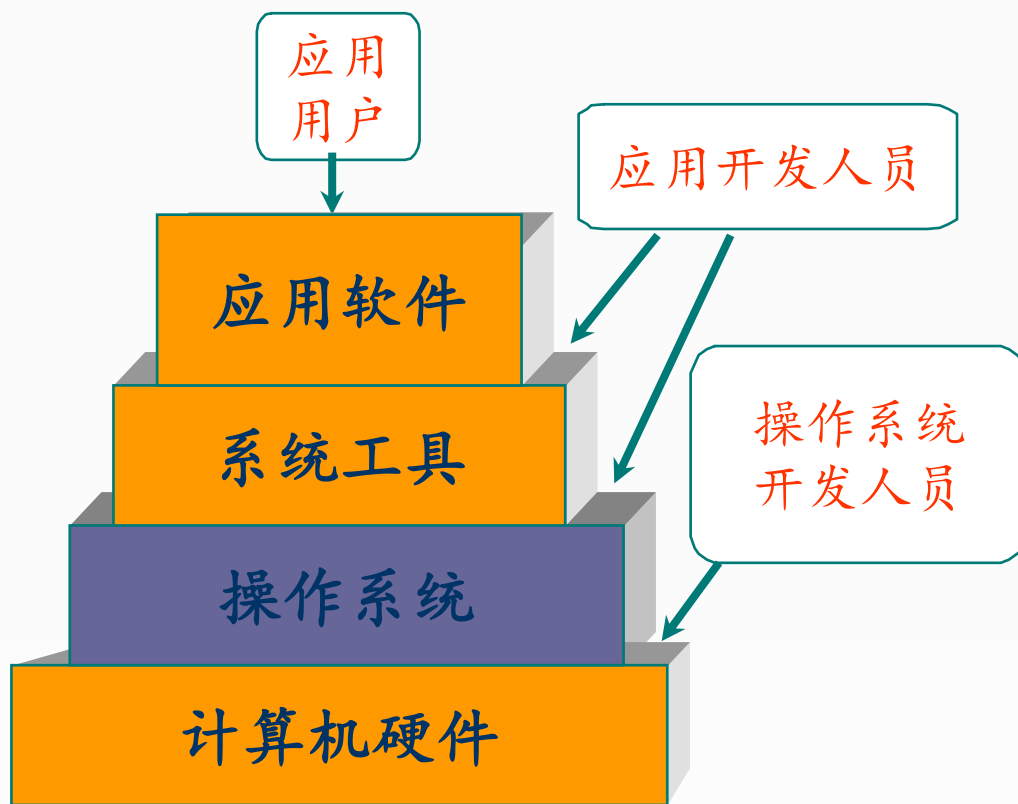 应用
用户
应用开发人员
应用软件
操作系统
开发人员
系统工具
操作系统
计算机硬件